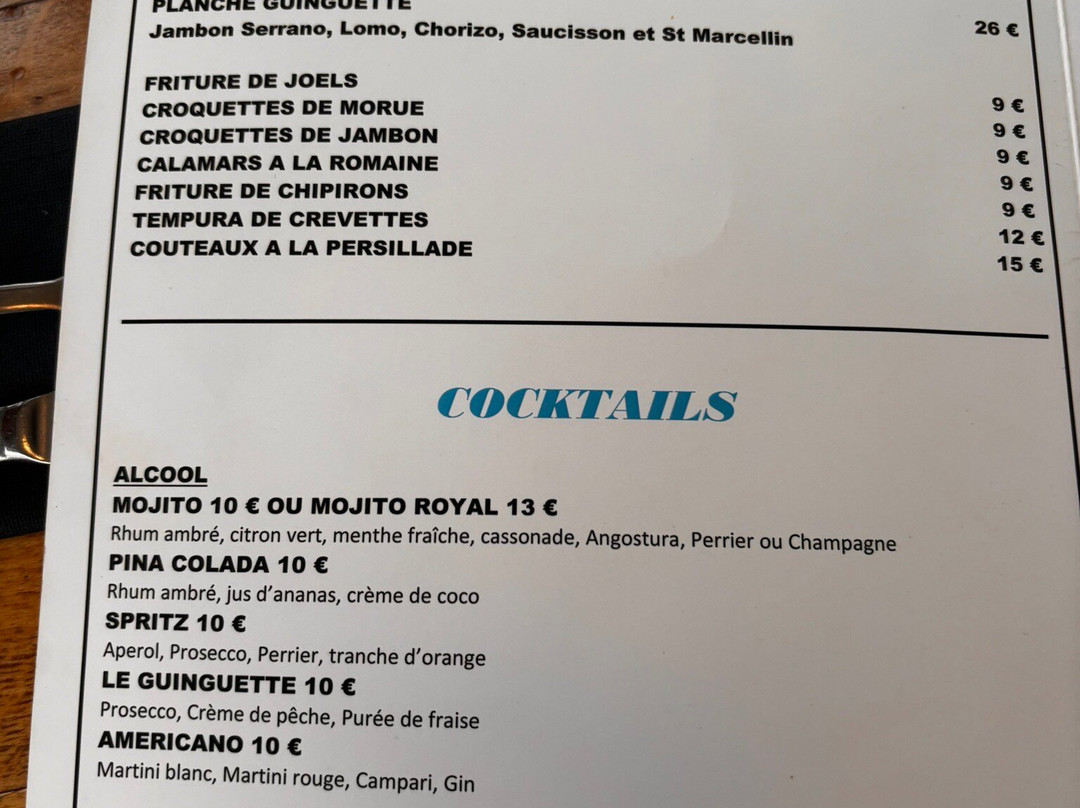 PLANCHE GUINGUETTE
Jambon Serrano, Lomo, Chorizo, Saucisson et St Marcellin 26 €
FRITURE DE JOELS 9 €
CROQUETTES DE MORUE 9 €
CROQUETTES DE JAMBON 9 €
CALAMARS A LA ROMAINE 9 €
FRITURE DE CHIPIRONS 9 €
TEMPURA DE CREVETTES 12 €
COUTEAUX A LA PERSILLADE 15 €
COCKTAILS
ALCOOL
MOJITO 10 € OU MOJITO ROYAL 13 €
Rhum ambré, citron vert, menthe fraîche, cassonade, Angostura, Perrier ou Champagne
PINA COLADA 10 €
Rhum ambré, jus d’ananas, crème de coco
SPRITZ 10 €
Aperol, Prosecco, Perrier, tranche d’orange
LE GUINGUETTE 10 €
Prosecco, Crème de pêche, Purée de fraise
AMERICANO 10 €
Martini blanc, Martini rouge, Campari, Gin